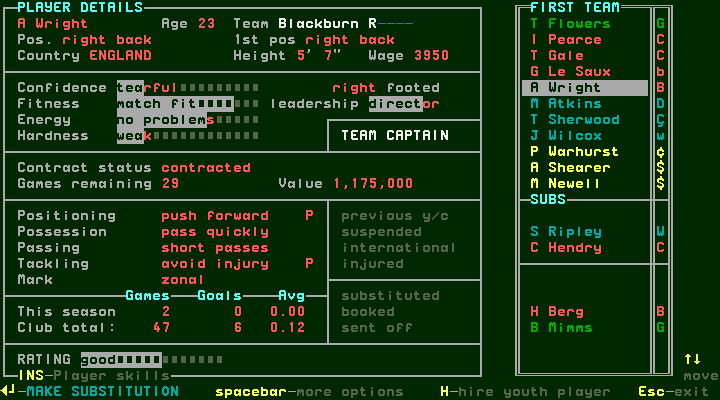 PLAYER DETAILS
A Wright Age 23 Team Blackburn R----
Pos. right back 1st pos right back
Country ENGLAND Height 5' 7" Wage 3950
Confidence tearful right footed
Fitness match fit leadership director
Energy no problems
Hardness weak TEAM CAPTAIN
Contract status contracted
Games remaining 29 Value 1,175,000
Positioning push forward P previous y/c
Possession pass quickly suspended
Passing short passes international
Tackling avoid injury P injured
Mark zonal
Games Goals Avg substituted
This season 2 0 0.00 booked
Club total: 47 6 0.12 sent off
RATING good
INS-Player skills
FIRST TEAM
T Flowers G
I Pearce C
T Gale C
G Le Saux b
A Wright B
M Atkins D
T Sherwood Ç
J Wilcox w
P Warhurst ¢
A Shearer $
M Newell $
SUBS
S Ripley W
C Hendry C
H Berg B
B Mimms G
↑↓
move
↵-MAKE SUBSTITUTION spacebar-more options H-hire youth player Esc-exit